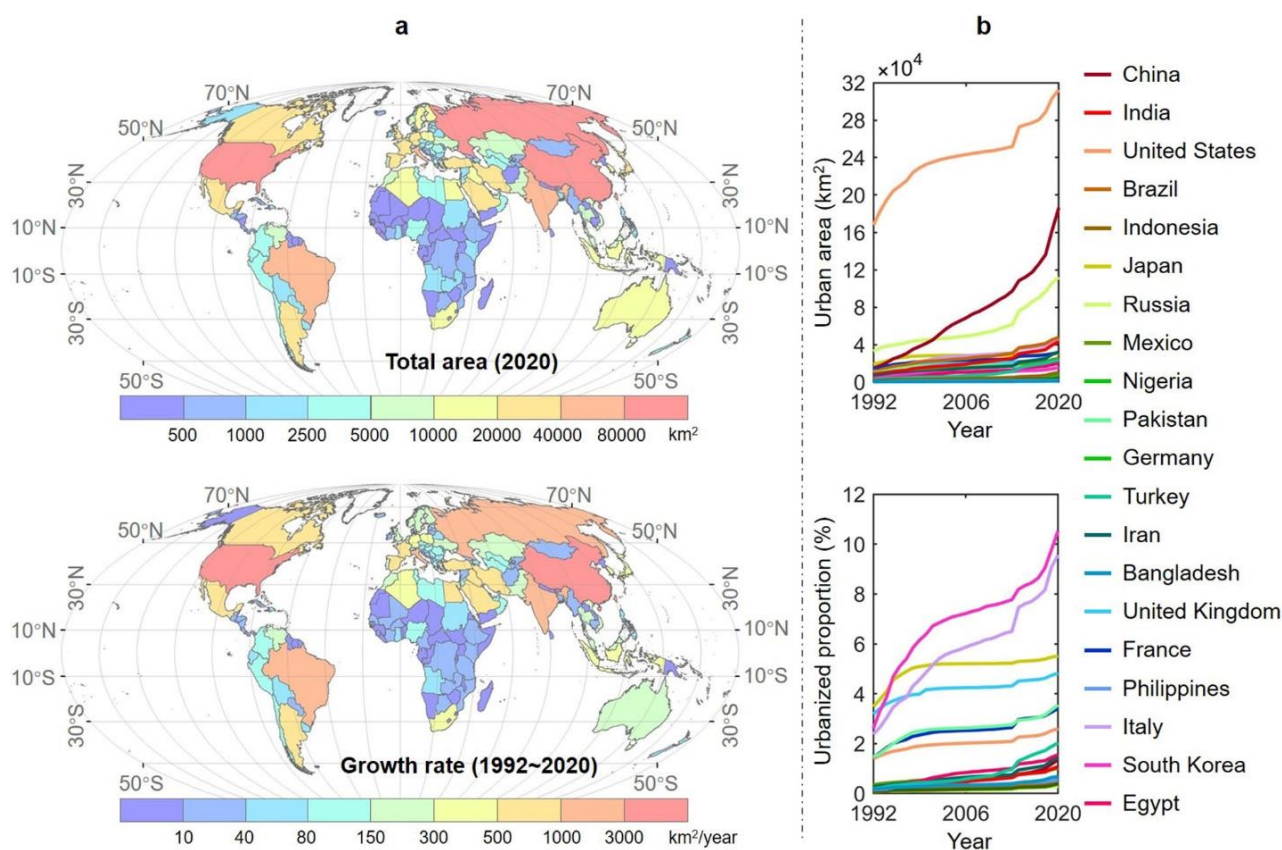 a
70°N
70°N
50°N
50°N
30°N
30°N
10°N
10°N
10°S
10°S
30°S
30°S
50°S
50°S
Total area (2020)
500 1000 2500 5000 10000 20000 40000 80000 km²
70°N
70°N
50°N
50°N
30°N
30°N
10°N
10°N
10°S
10°S
30°S
30°S
50°S
50°S
Growth rate (1992~2020)
10 40 80 150 300 500 1000 3000 km²/year
b
×10⁴
Urban area (km²)
32
28
24
20
16
12
8
4
0
1992 2006 2020
Year
Urbanized proportion (%)
12
10
8
6
4
2
0
1992 2006 2020
Year
China
India
United States
Brazil
Indonesia
Japan
Russia
Mexico
Nigeria
Pakistan
Germany
Turkey
Iran
Bangladesh
United Kingdom
France
Philippines
Italy
South Korea
Egypt